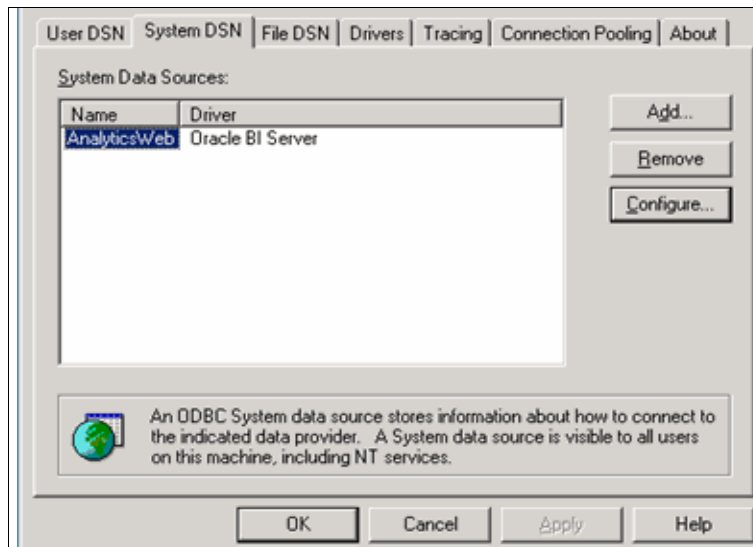 User DSN System DSN File DSN Drivers Tracing Connection Pooling About
System Data Sources:
Name Driver
AnalyticsWeb Oracle BI Server
Add...
Remove
Configure...
An ODBC System data source stores information about how to connect to
the indicated data provider. A System data source is visible to all users
on this machine, including NT services.
OK Cancel Apply Help